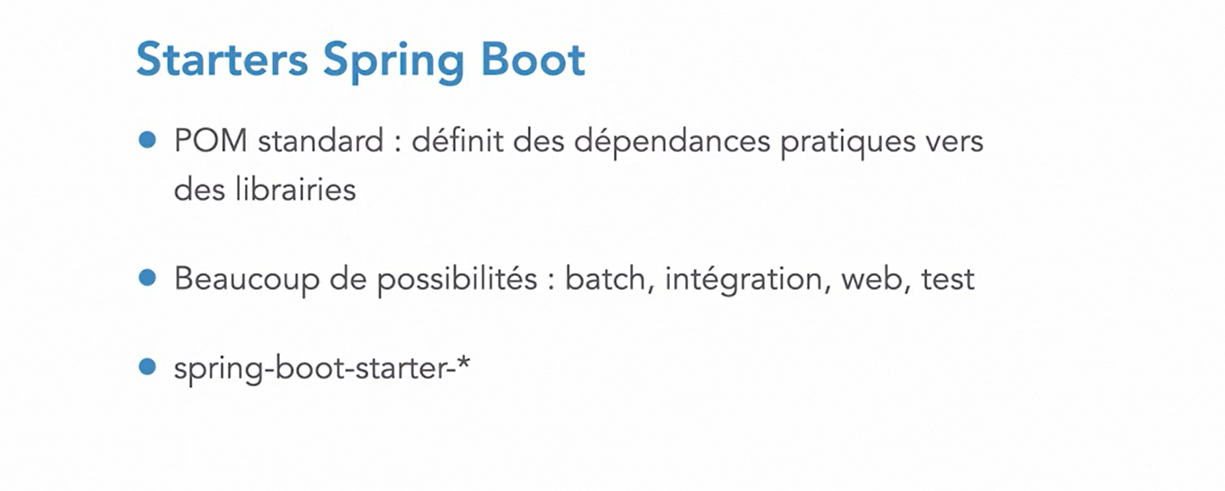 Starters Spring Boot
POM standard : définit des dépendances pratiques vers
des librairies
Beaucoup de possibilités : batch, intégration, web, test
spring-boot-starter-*